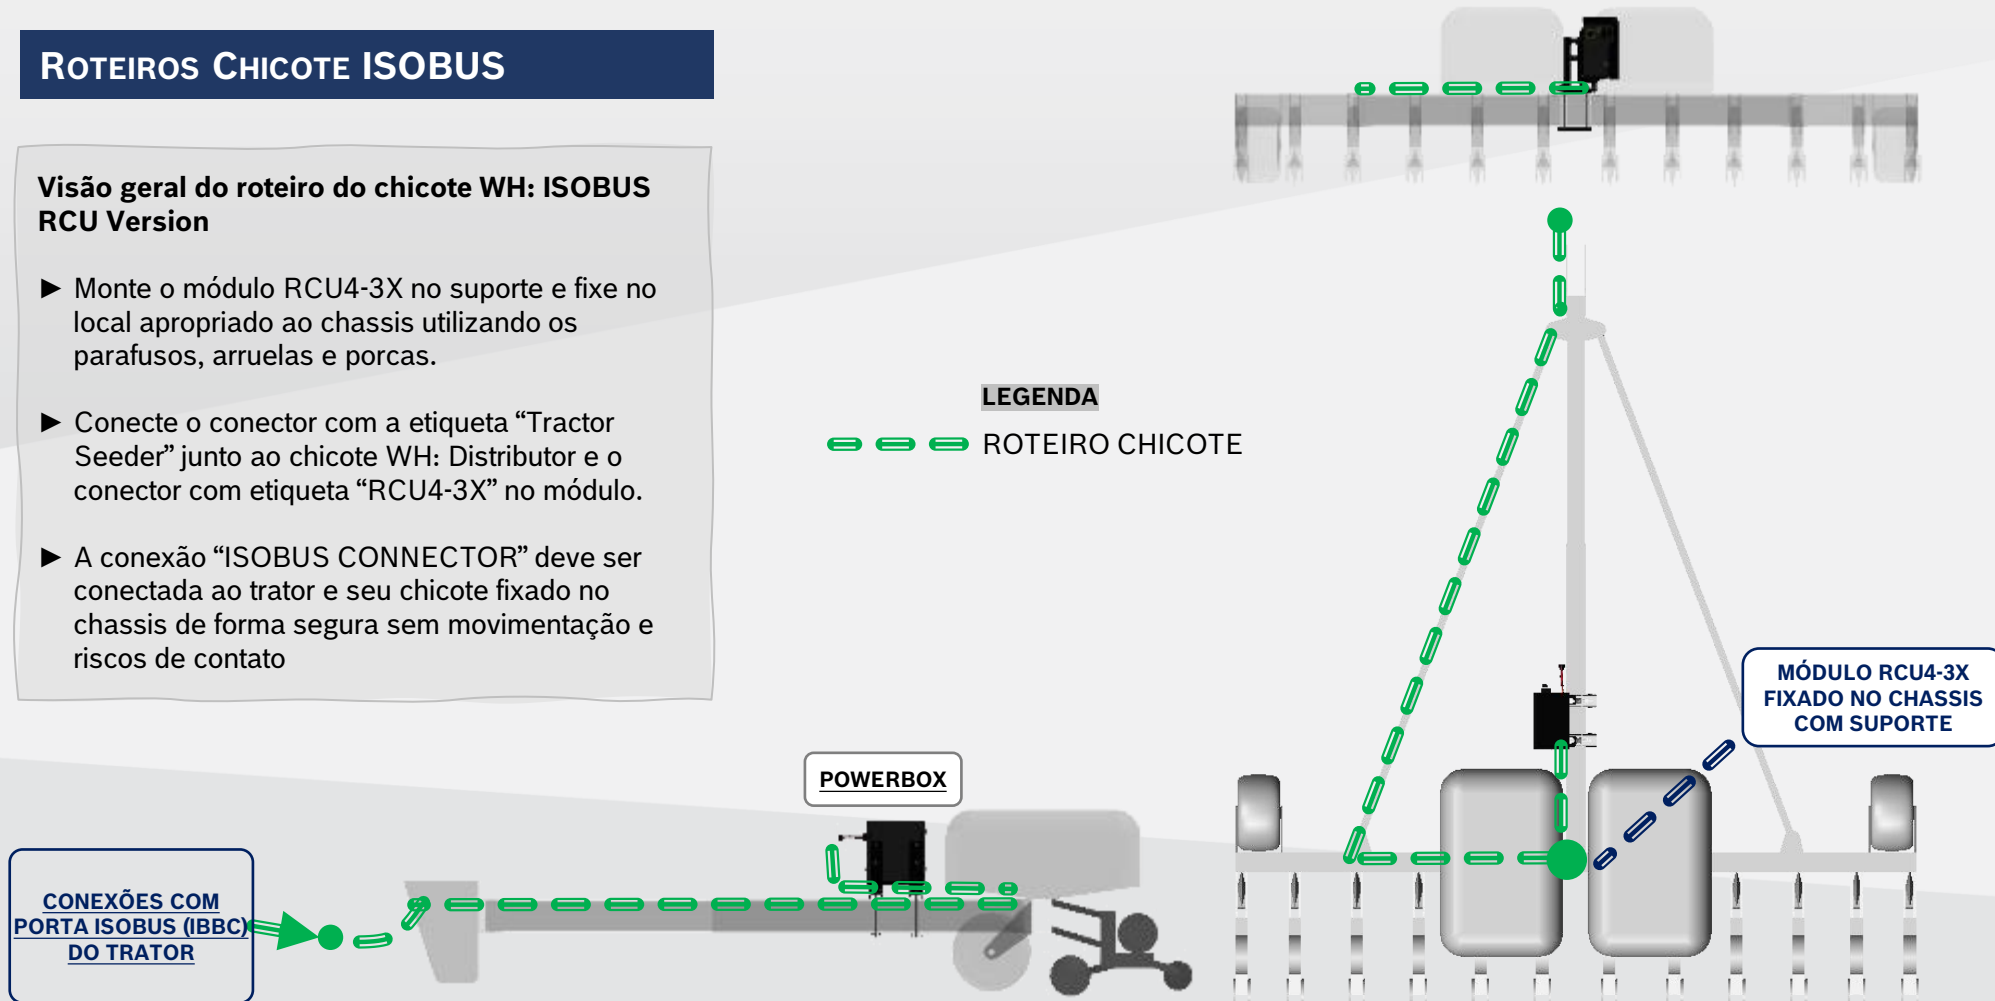 ROTEIROS CHICOTE ISOBUS
Visão geral do roteiro do chicote WH: ISOBUS
RCU Version
► Monte o módulo RCU4-3X no suporte e fixe no
local apropriado ao chassis utilizando os
parafusos, arruelas e porcas.
► Conecte o conector com a etiqueta “Tractor
Seeder” junto ao chicote WH: Distributor e o
conector com etiqueta “RCU4-3X” no módulo.
► A conexão “ISOBUS CONNECTOR” deve ser
conectada ao trator e seu chicote fixado no
chassis de forma segura sem movimentação e
riscos de contato
LEGENDA
ROTEIRO CHICOTE
MÓDULO RCU4-3X
FIXADO NO CHASSIS
COM SUPORTE
POWERBOX
CONEXÕES COM
PORTA ISOBUS (IBBC)
DO TRATOR